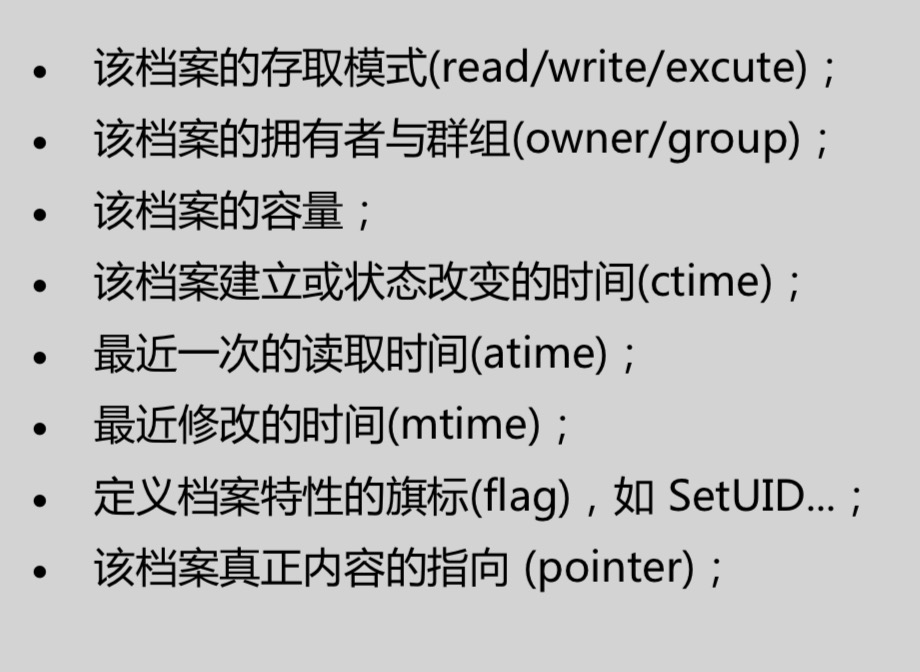 • 该档案的存取模式(read/write/excute)；
• 该档案的拥有者与群组(owner/group)；
• 该档案的容量；
• 该档案建立或状态改变的时间(ctime)；
• 最近一次的读取时间(atime)；
• 最近修改的时间(mtime)；
• 定义档案特性的旗标(flag)，如 SetUID...；
• 该档案真正内容的指向 (pointer)；